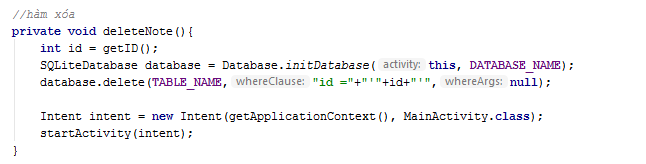 //hàm xóa
private void deleteNote(){
    int id = getID();
    SQLiteDatabase database = Database.initDatabase( activity: this, DATABASE_NAME);
    database.delete(TABLE_NAME, whereClause: "id ="+"'"+id+"'", whereArgs: null);

    Intent intent = new Intent(getApplicationContext(), MainActivity.class);
    startActivity(intent);
}